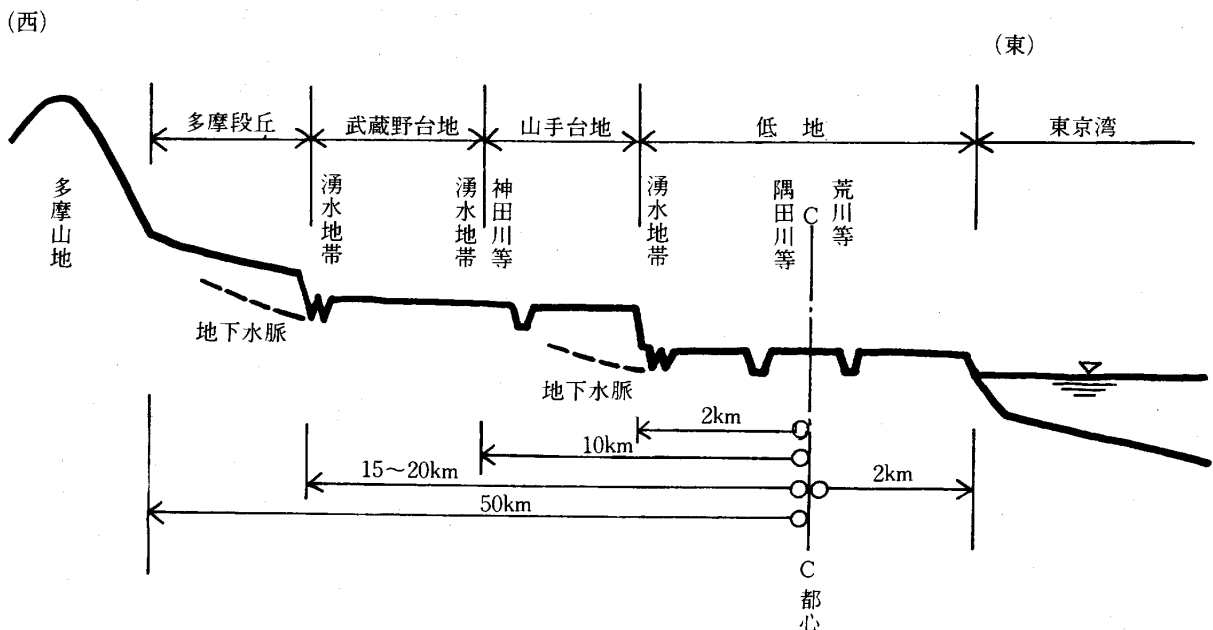 (西)
(東)
多摩段丘
武蔵野台地
山手台地
低 地
東京湾
多摩山地
湧水地帯
湧水地帯
神田川等
湧水地帯
隅田川等
C
荒川等
地下水脈
地下水脈
2km
10km
15~20km
2km
50km
C
都心